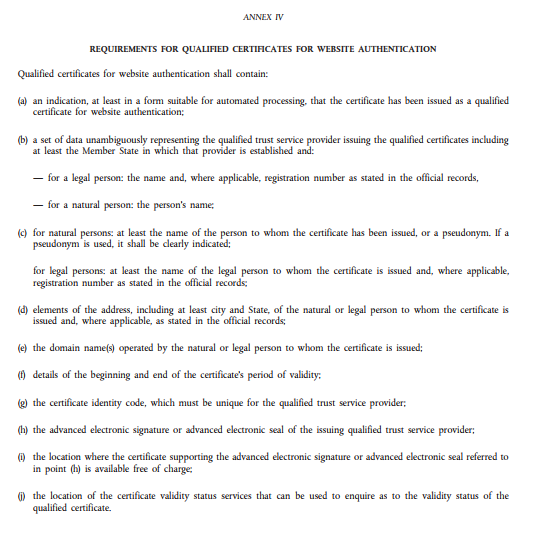 ANNEX IV
REQUIREMENTS FOR QUALIFIED CERTIFICATES FOR WEBSITE AUTHENTICATION
Qualified certificates for website authentication shall contain:
(a) an indication, at least in a form suitable for automated processing, that the certificate has been issued as a qualified
certificate for website authentication;
(b) a set of data unambiguously representing the qualified trust service provider issuing the qualified certificates including
at least the Member State in which that provider is established and:
— for a legal person: the name and, where applicable, registration number as stated in the official records,
— for a natural person: the person's name;
(c) for natural persons: at least the name of the person to whom the certificate has been issued, or a pseudonym. If a
pseudonym is used, it shall be clearly indicated;
for legal persons: at least the name of the legal person to whom the certificate is issued and, where applicable,
registration number as stated in the official records;
(d) elements of the address, including at least city and State, of the natural or legal person to whom the certificate is
issued and, where applicable, as stated in the official records;
(e) the domain name(s) operated by the natural or legal person to whom the certificate is issued;
(f) details of the beginning and end of the certificate's period of validity;
(g) the certificate identity code, which must be unique for the qualified trust service provider;
(h) the advanced electronic signature or advanced electronic seal of the issuing qualified trust service provider;
(i) the location where the certificate supporting the advanced electronic signature or advanced electronic seal referred to
in point (h) is available free of charge;
(j) the location of the certificate validity status services that can be used to enquire as to the validity status of the
qualified certificate.